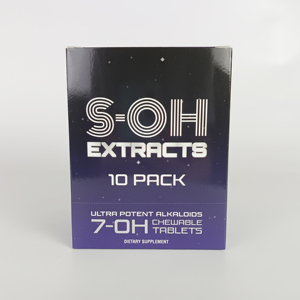 S-OH
EXTRACTS
10 PACK
ULTRA POTENT ALKALOIDS
7-OH CHEWABLE TABLETS
DIETARY SUPPLEMENT